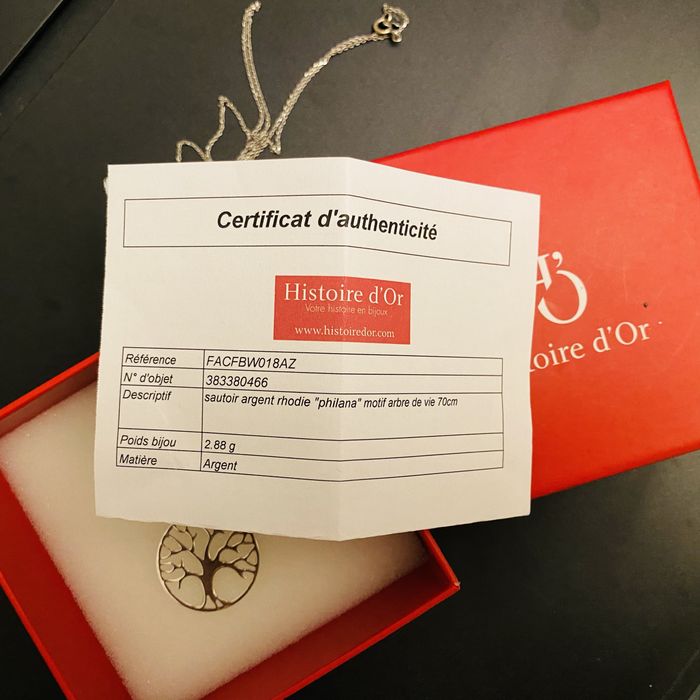 Certificat d'authenticité
Histoire d'Or
Votre histoire en bijoux
www.histoiredor.com
Référence FACFBW018AZ
N° d'objet 383380466
Descriptif sautoir argent rhodie "philana" motif arbre de vie 70cm
Poids bijou 2.88 g
Matière Argent
H'O
toire d'Or